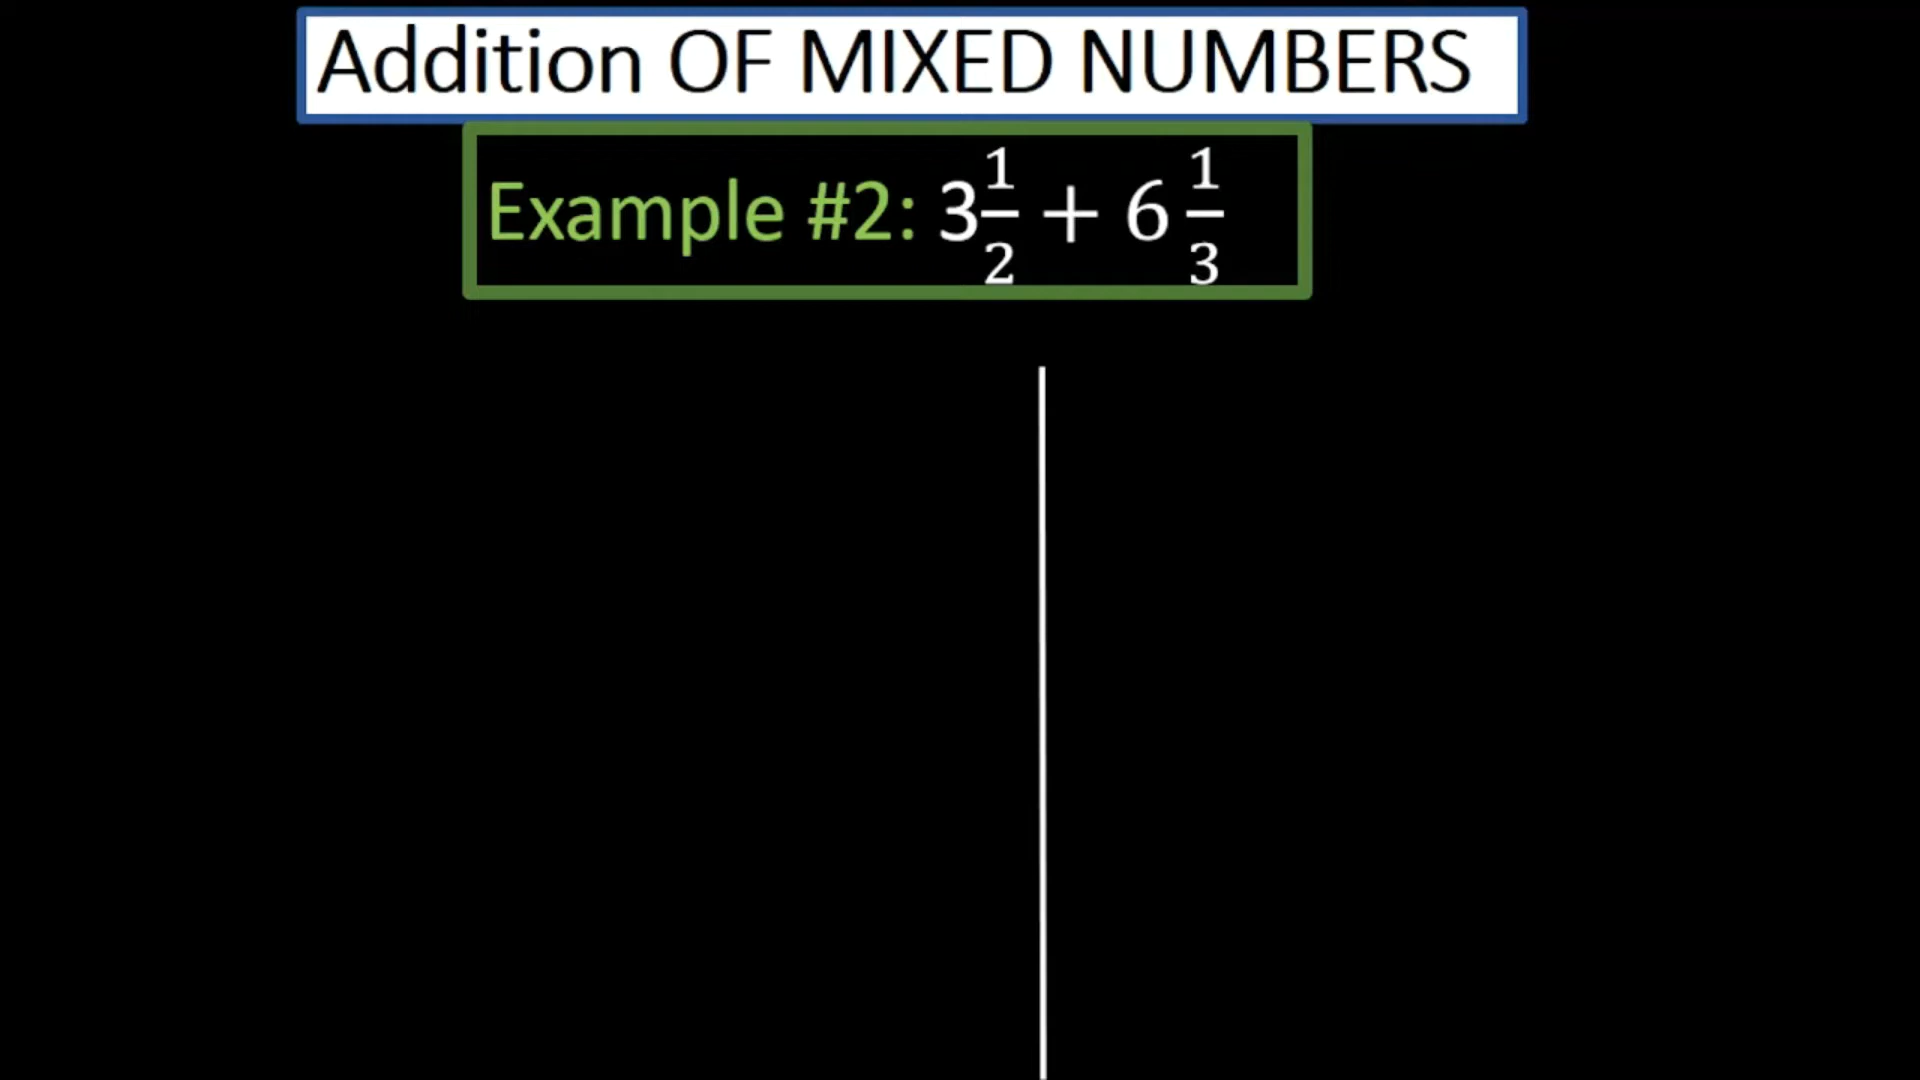 Addition OF MIXED NUMBERS
Example #2: 3 1/2 + 6 1/3